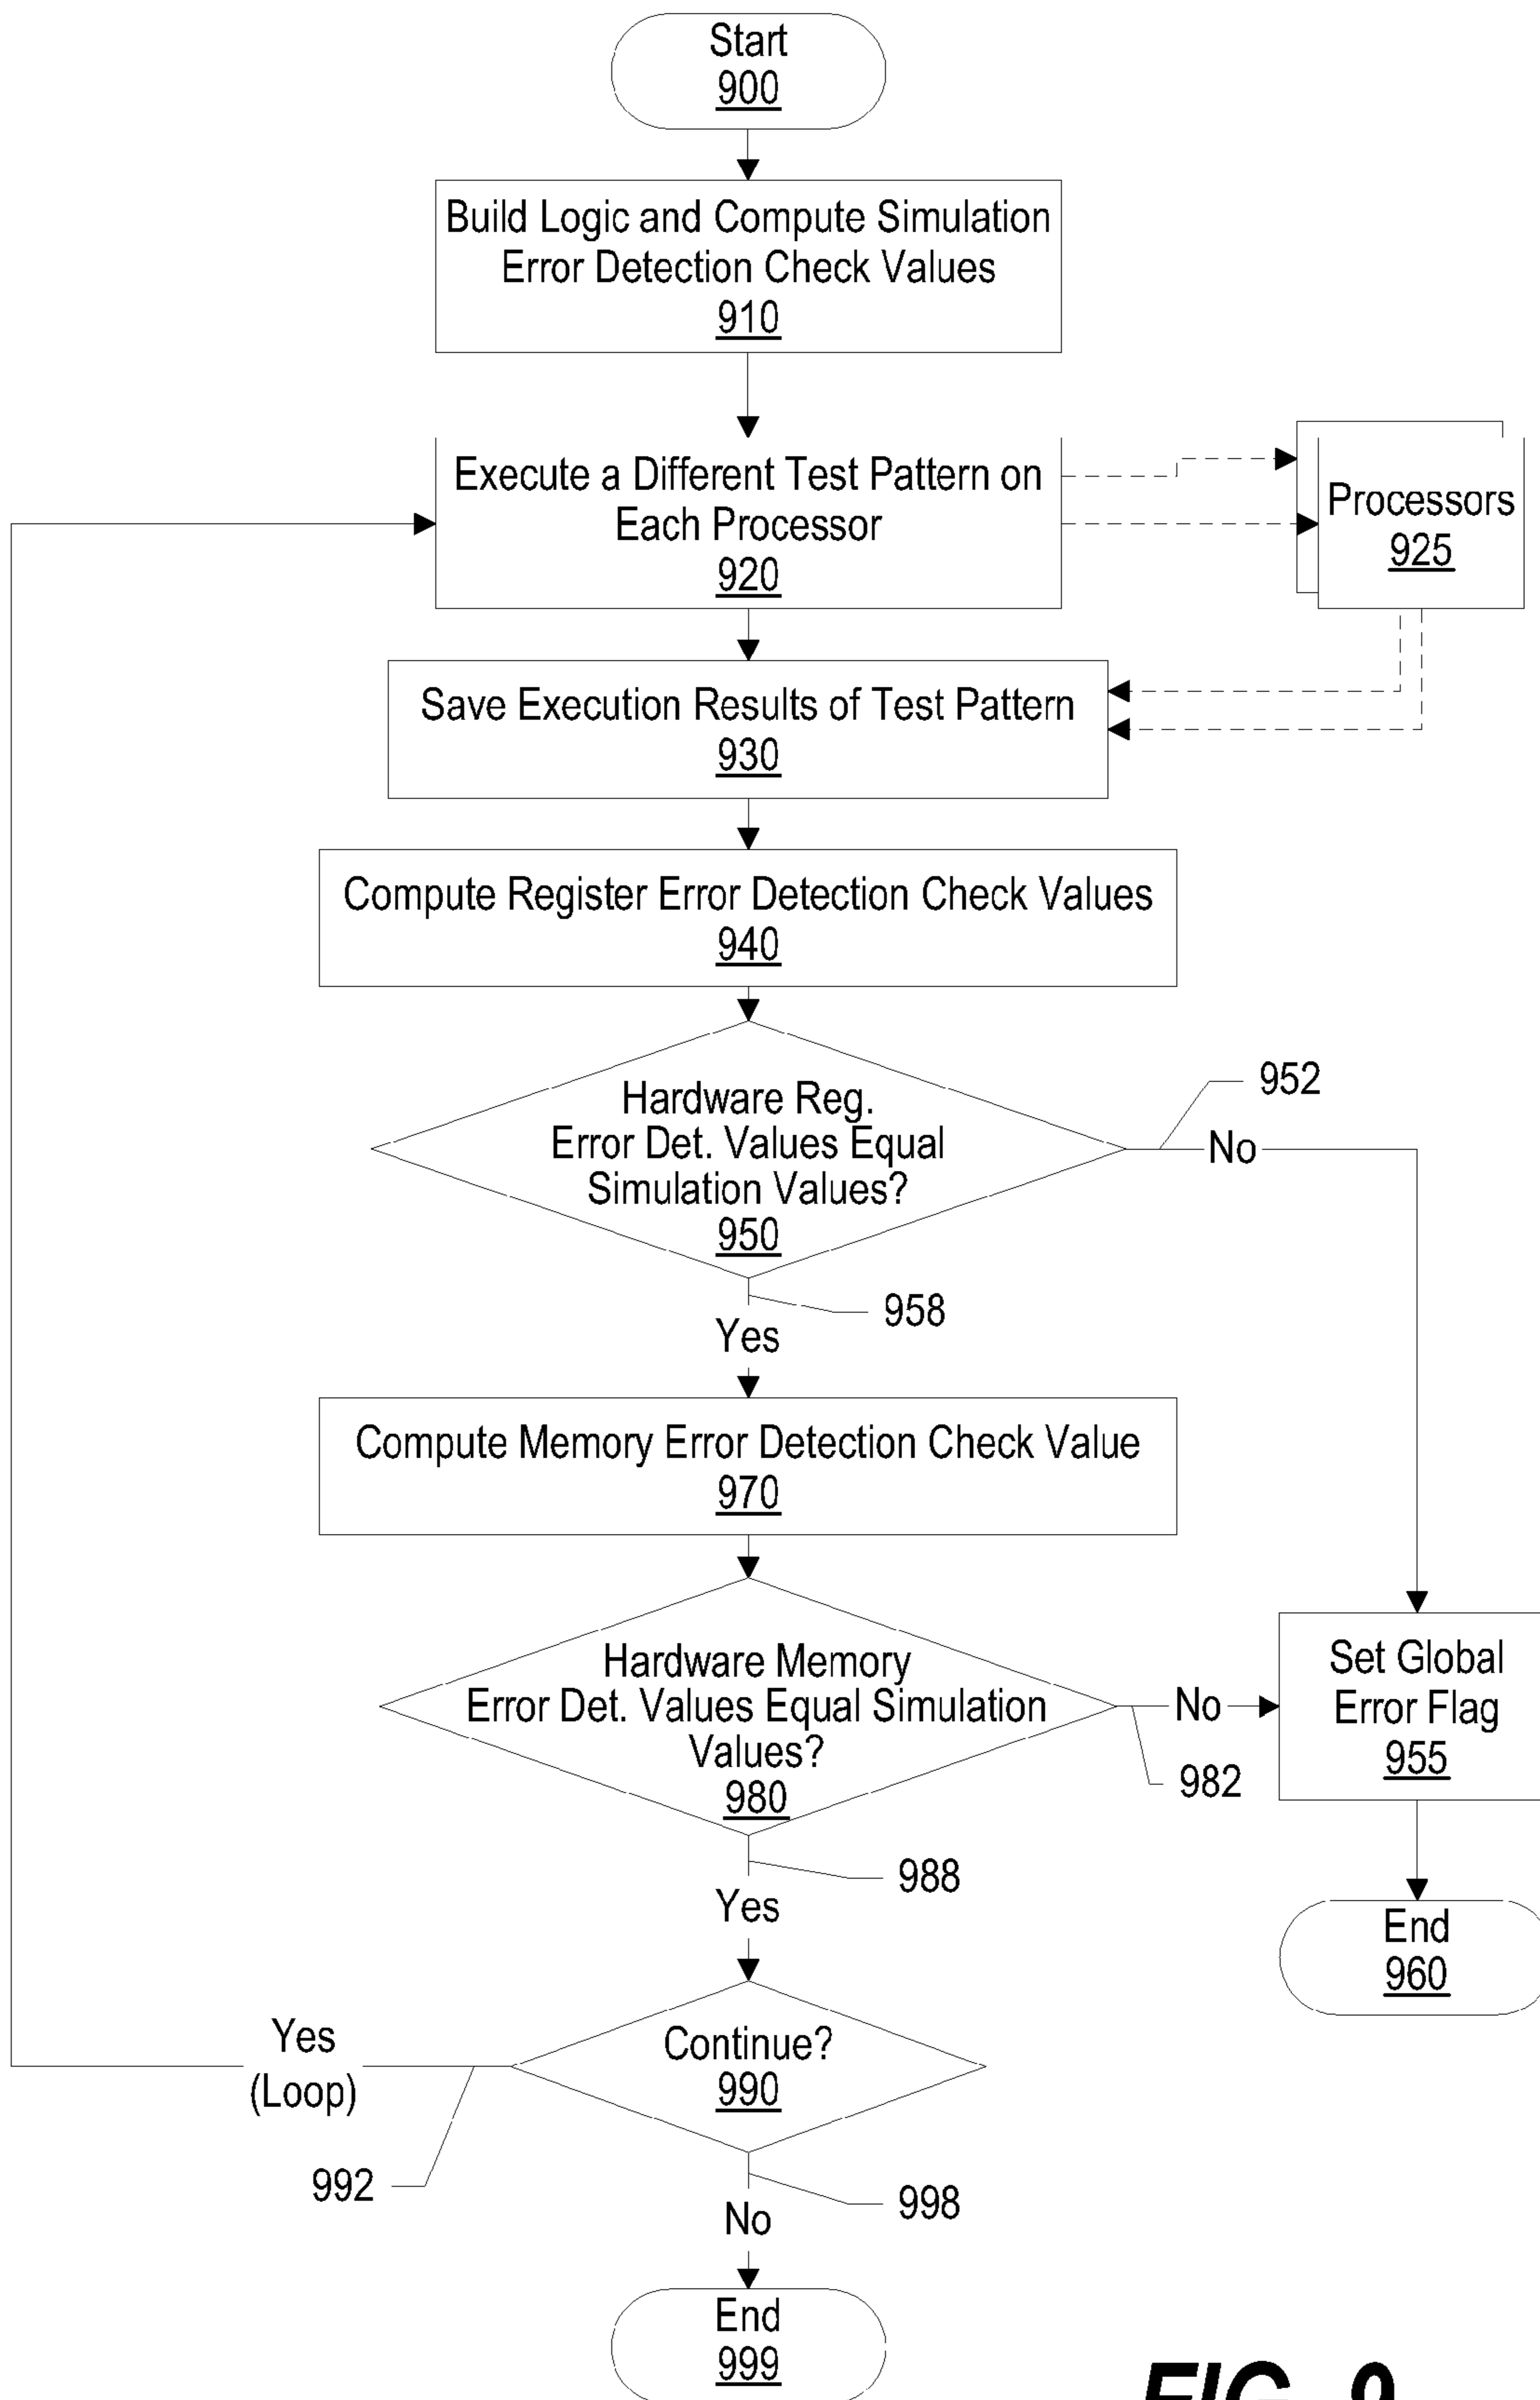 Start
900
Build Logic and Compute Simulation
Error Detection Check Values
910
Execute a Different Test Pattern on
Each Processor
920
Processors
925
Save Execution Results of Test Pattern
930
Compute Register Error Detection Check Values
940
Hardware Reg.
Error Det. Values Equal
Simulation Values?
950
952
No
958
Yes
Compute Memory Error Detection Check Value
970
Hardware Memory
Error Det. Values Equal Simulation
Values?
980
No
982
Set Global
Error Flag
955
988
Yes
End
960
Continue?
990
Yes
(Loop)
992
998
No
End
999
FIG. 9